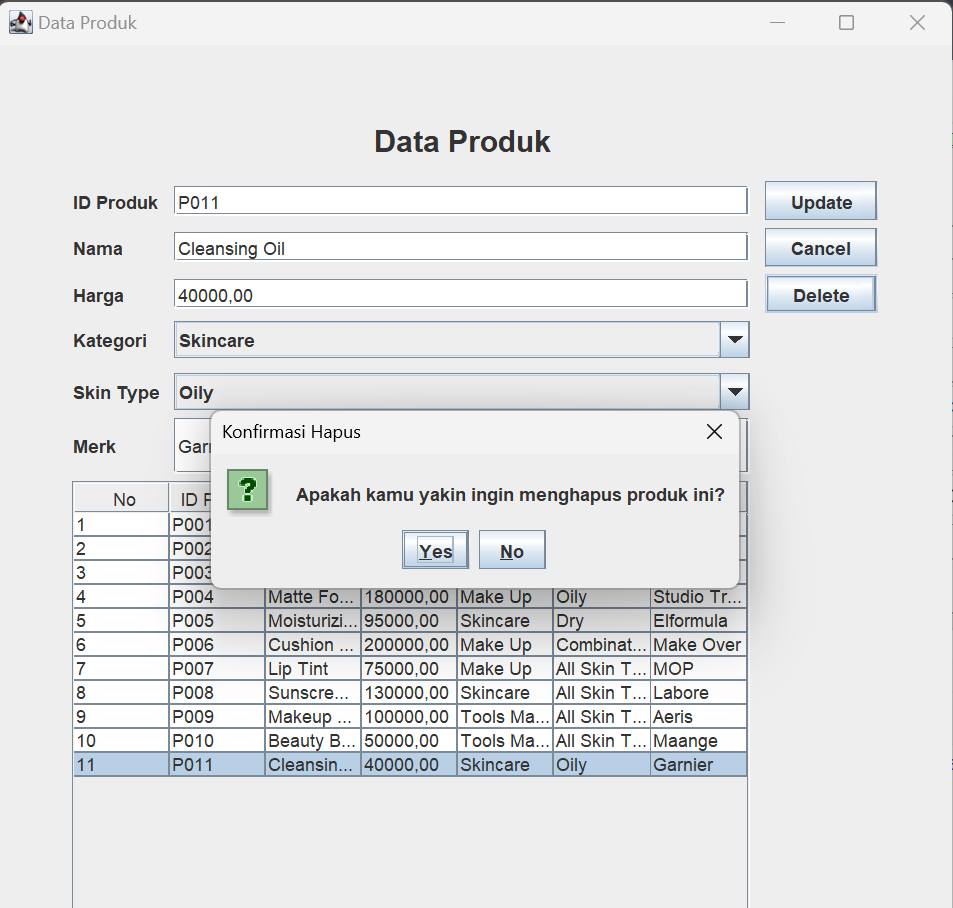 Data Produk
Data Produk
ID Produk P011 Update
Nama Cleansing Oil Cancel
Harga 40000,00 Delete
Kategori Skincare
Skin Type Oily
Konfirmasi Hapus
Merk
Apakah kamu yakin ingin menghapus produk ini?
Yes No
No ID
1 P001
2 P002
3 P003
4 P004 Matte Fo... 180000,00 Make Up Oily Studio Tr...
5 P005 Moisturizi... 95000,00 Skincare Dry Elformula
6 P006 Cushion ... 200000,00 Make Up Combinat... Make Over
7 P007 Lip Tint 75000,00 Make Up All Skin T... MOP
8 P008 Sunscre... 130000,00 Skincare All Skin T... Labore
9 P009 Makeup ... 100000,00 Tools Ma... All Skin T... Aeris
10 P010 Beauty B... 50000,00 Tools Ma... All Skin T... Maange
11 P011 Cleansin... 40000,00 Skincare Oily Garnier